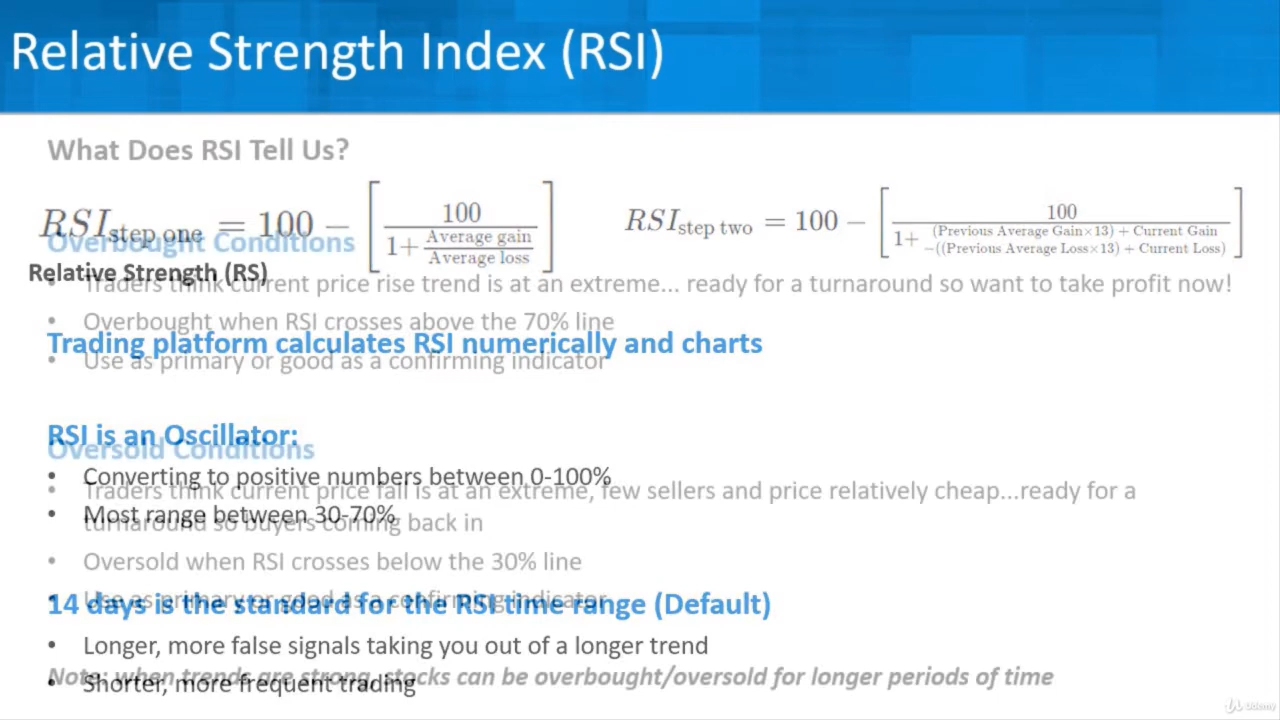 Relative Strength Index (RSI)
What Does RSI Tell Us?
RSI step one = 100 − [ 100 / 1+ Average gain / Average loss ]
RSI step two = 100 − [ 100 / 1+ (Previous Average Gain×13) + Current Gain / −((Previous Average Loss×13) + Current Loss) ]
Overbought Conditions
Relative Strength (RS)
• Traders think current price rise trend is at an extreme... ready for a turnaround so want to take profit now!
• Overbought when RSI crosses above the 70% line
Trading platform calculates RSI numerically and charts
• Use as primary or good as a confirming indicator
RSI is an Oscillator:
Oversold Conditions
• Converting to positive numbers between 0-100%
• Traders think current price fall is at an extreme, few sellers and price relatively cheap...ready for a
• Most range between 30-70%
turnaround so buyers coming back in
• Oversold when RSI crosses below the 30% line
• Use as primary or good as a confirming indicator
14 days is the standard for the RSI time range (Default)
• Longer, more false signals taking you out of a longer trend
Note: when trends are strong, stocks can be overbought/oversold for longer periods of time
• Shorter, more frequent trading
Udemy